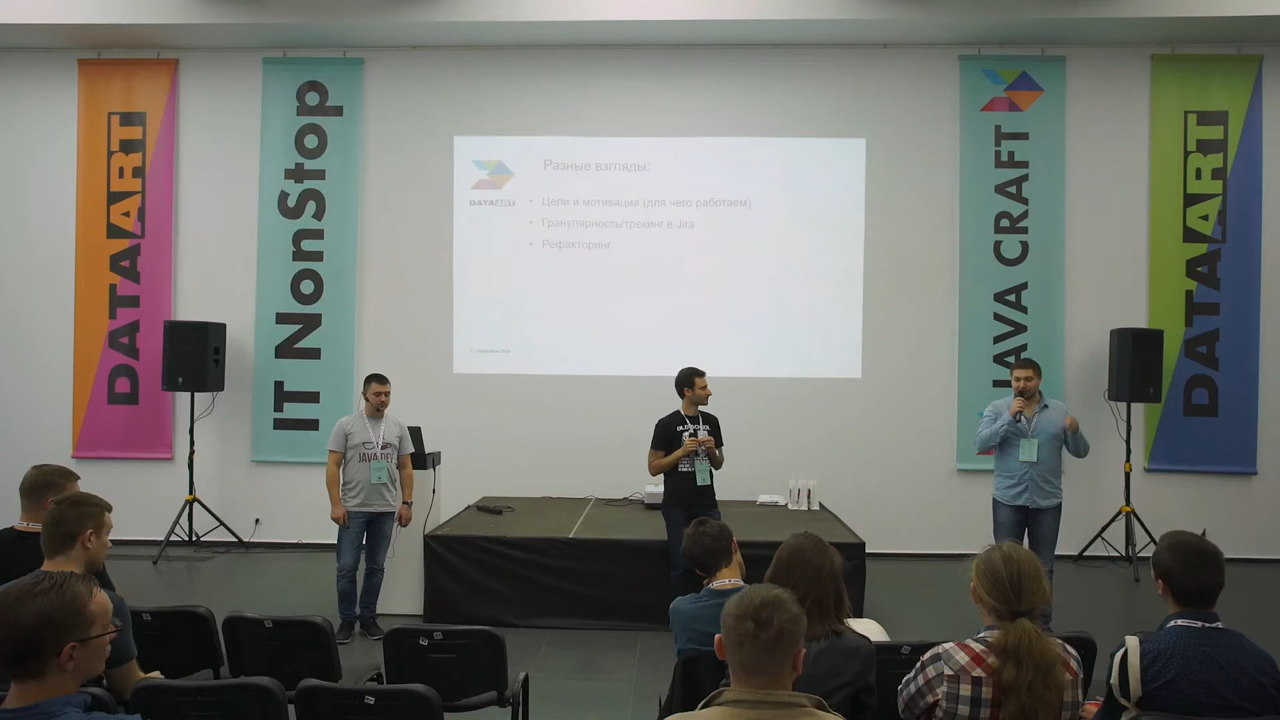 DATAART
IT NonStop
DATAART
Разные взгляды:
• Цели и мотивация (для чего работаем)
• Гранулярность/трекинг в Jira
• Рефакторинг
JAVA CRAFT
DATAART
JAVA DEV
OLD SCHOOL